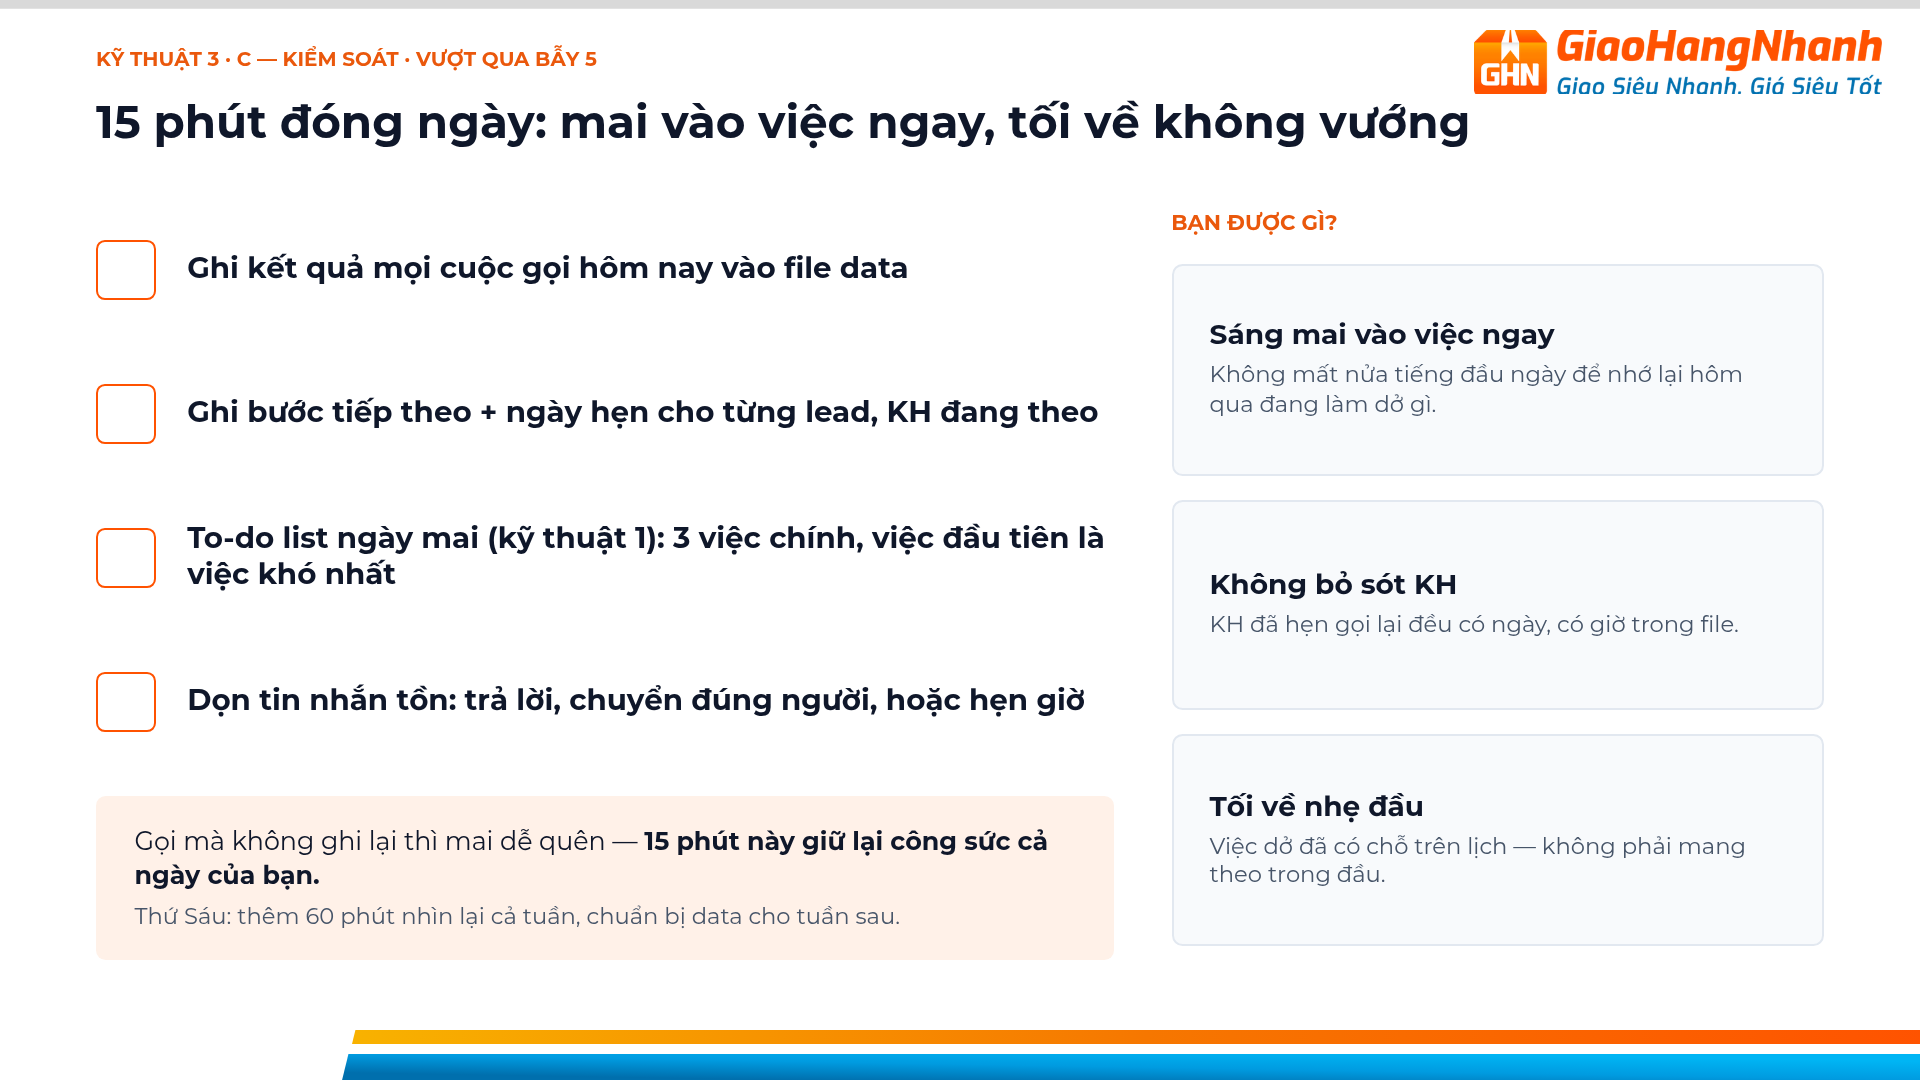 KỸ THUẬT 3 · C — KIỂM SOÁT · VƯỢT QUA BẪY 5
GHN
GiaoHangNhanh
Giao Siêu Nhanh. Giá Siêu Tốt
15 phút đóng ngày: mai vào việc ngay, tối về không vướng
Ghi kết quả mọi cuộc gọi hôm nay vào file data
Ghi bước tiếp theo + ngày hẹn cho từng lead, KH đang theo
To-do list ngày mai (kỹ thuật 1): 3 việc chính, việc đầu tiên là
việc khó nhất
Dọn tin nhắn tồn: trả lời, chuyển đúng người, hoặc hẹn giờ
Gọi mà không ghi lại thì mai dễ quên — 15 phút này giữ lại công sức cả
ngày của bạn.
Thứ Sáu: thêm 60 phút nhìn lại cả tuần, chuẩn bị data cho tuần sau.
BẠN ĐƯỢC GÌ?
Sáng mai vào việc ngay
Không mất nửa tiếng đầu ngày để nhớ lại hôm
qua đang làm dở gì.
Không bỏ sót KH
KH đã hẹn gọi lại đều có ngày, có giờ trong file.
Tối về nhẹ đầu
Việc dở đã có chỗ trên lịch — không phải mang
theo trong đầu.